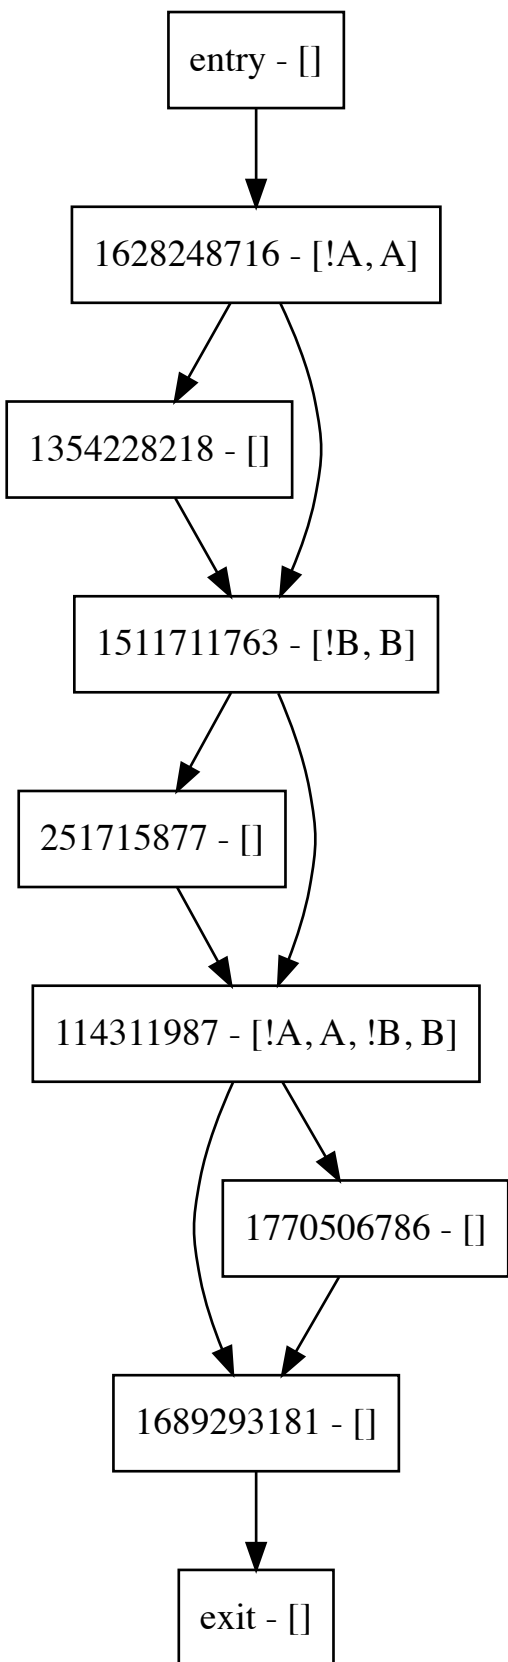 entry - []
1628248716 - [!A, A]
1354228218 - []
1511711763 - [!B, B]
251715877 - []
114311987 - [!A, A, !B, B]
1770506786 - []
1689293181 - []
exit - []